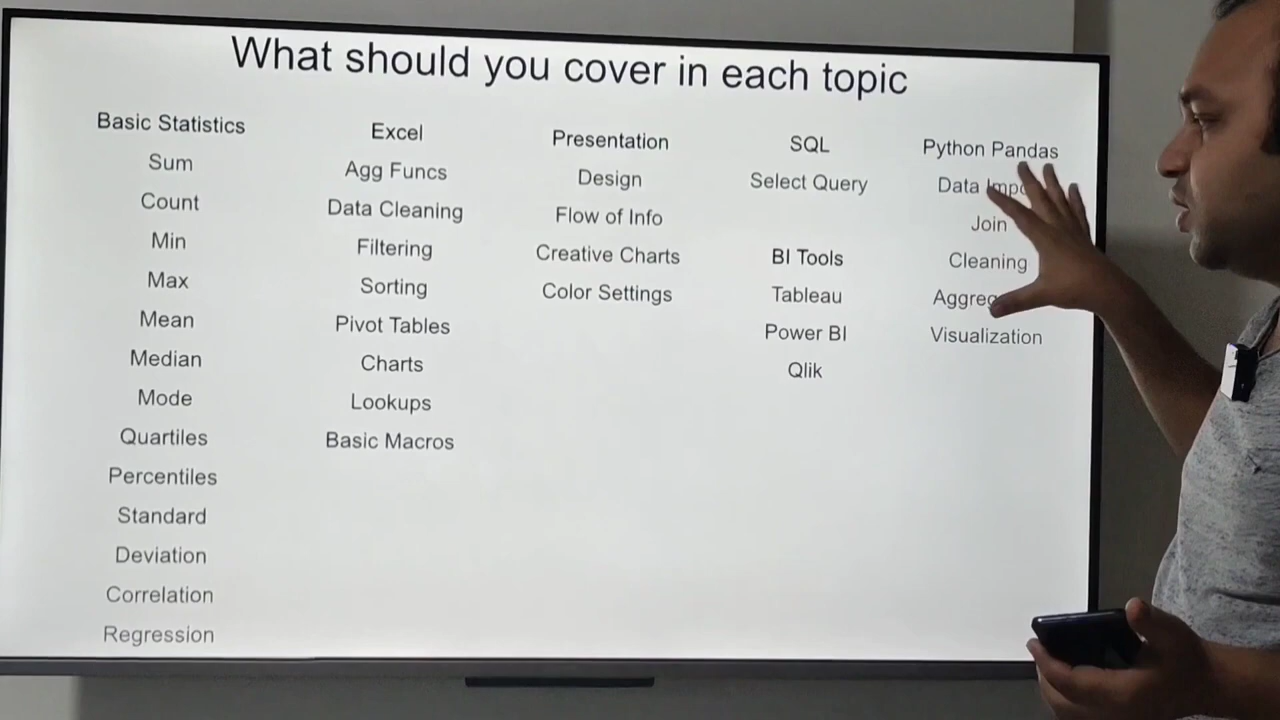 What should you cover in each topic
Basic Statistics
Sum
Count
Min
Max
Mean
Median
Mode
Quartiles
Percentiles
Standard
Deviation
Correlation
Regression
Excel
Agg Funcs
Data Cleaning
Filtering
Sorting
Pivot Tables
Charts
Lookups
Basic Macros
Presentation
Design
Flow of Info
Creative Charts
Color Settings
SQL
Select Query
BI Tools
Tableau
Power BI
Qlik
Python Pandas
Data
Join
Cleaning
Visualization